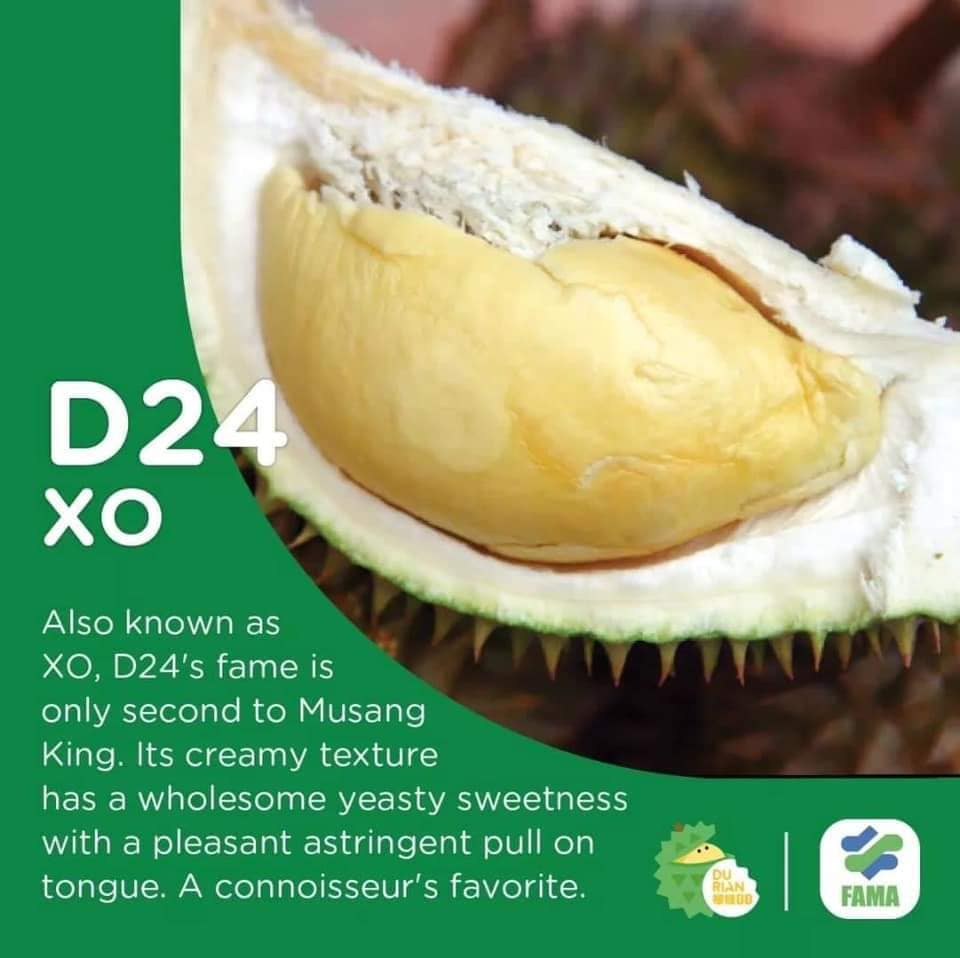 D24
XO
Also known as
XO, D24's fame is
only second to Musang
King. Its creamy texture
has a wholesome yeasty sweetness
with a pleasant astringent pull on
tongue. A connoisseur's favorite.
DU
RIAN
FAMA